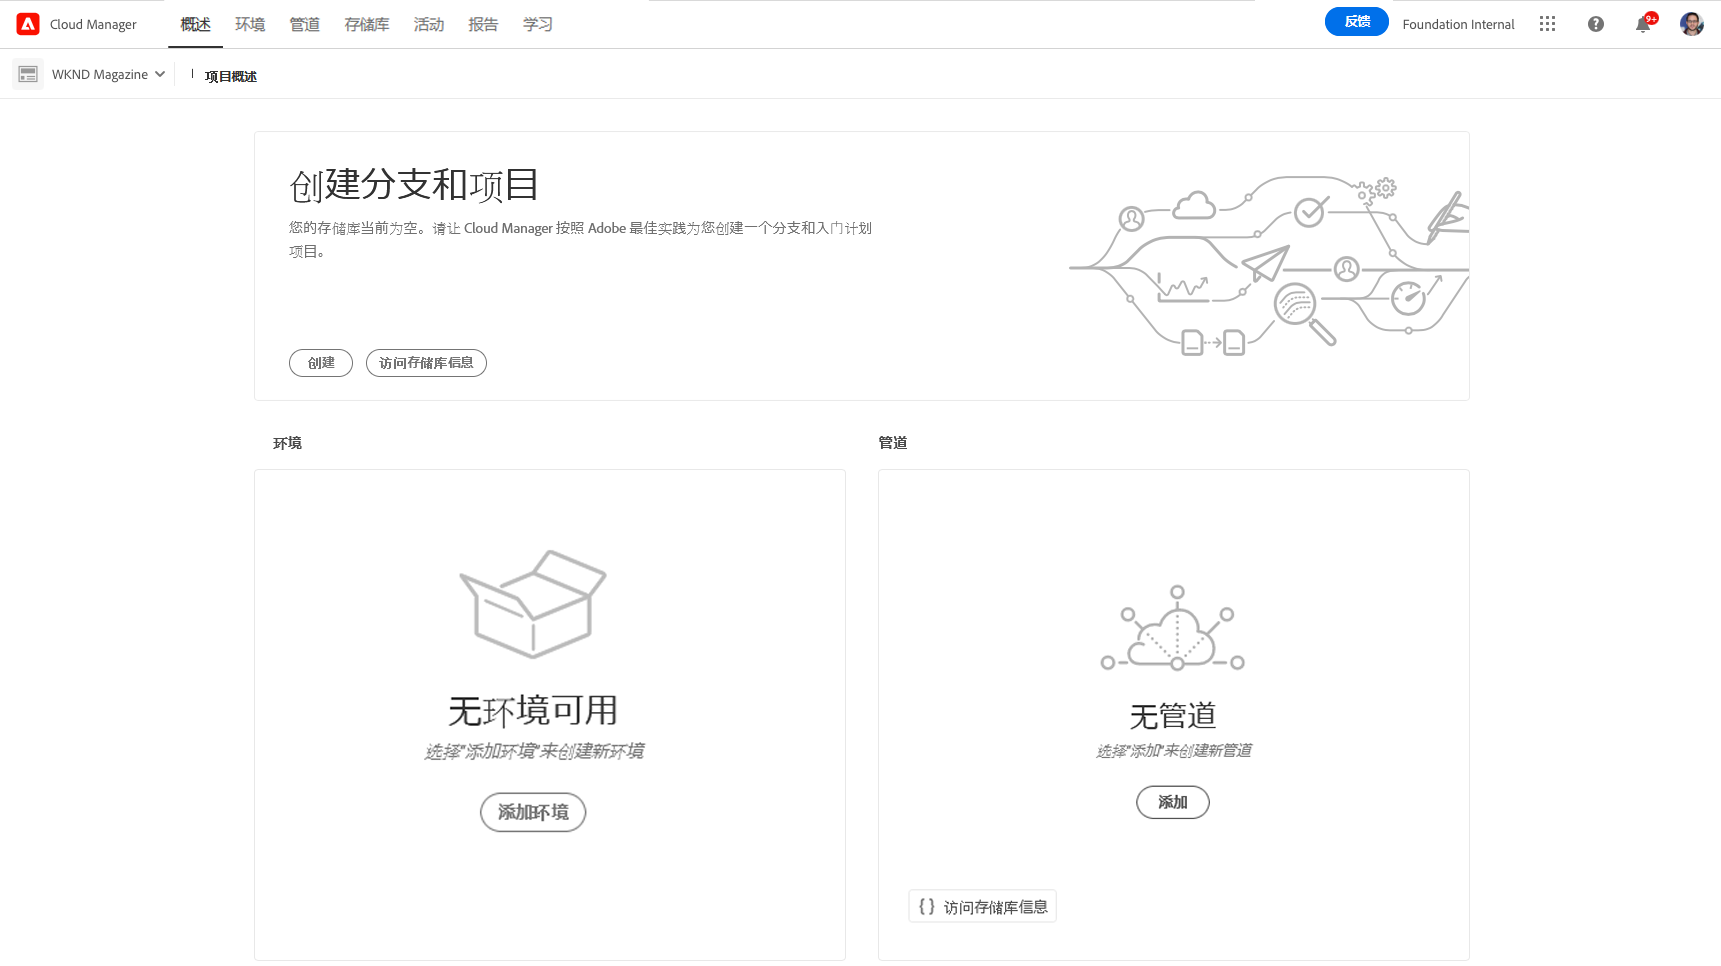 Cloud Manager 概述 环境 管道 存储库 活动 报告 学习 反馈 Foundation Internal 9+
WKND Magazine 项目概述
创建分支和项目
您的存储库当前为空。请让 Cloud Manager 按照 Adobe 最佳实践为您创建一个分支和入门计划
项目。
创建 访问存储库信息
环境
管道
无环境可用
选择"添加环境"来创建新环境
添加环境
无管道
选择"添加"来创建新管道
添加
{ } 访问存储库信息